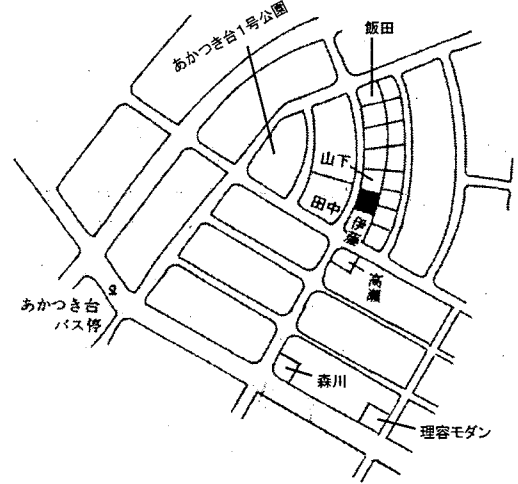 飯田
あかつき台1号公園
山下
田中
伊藤
高瀬
あかつき台
バス停
森川
理容モダン